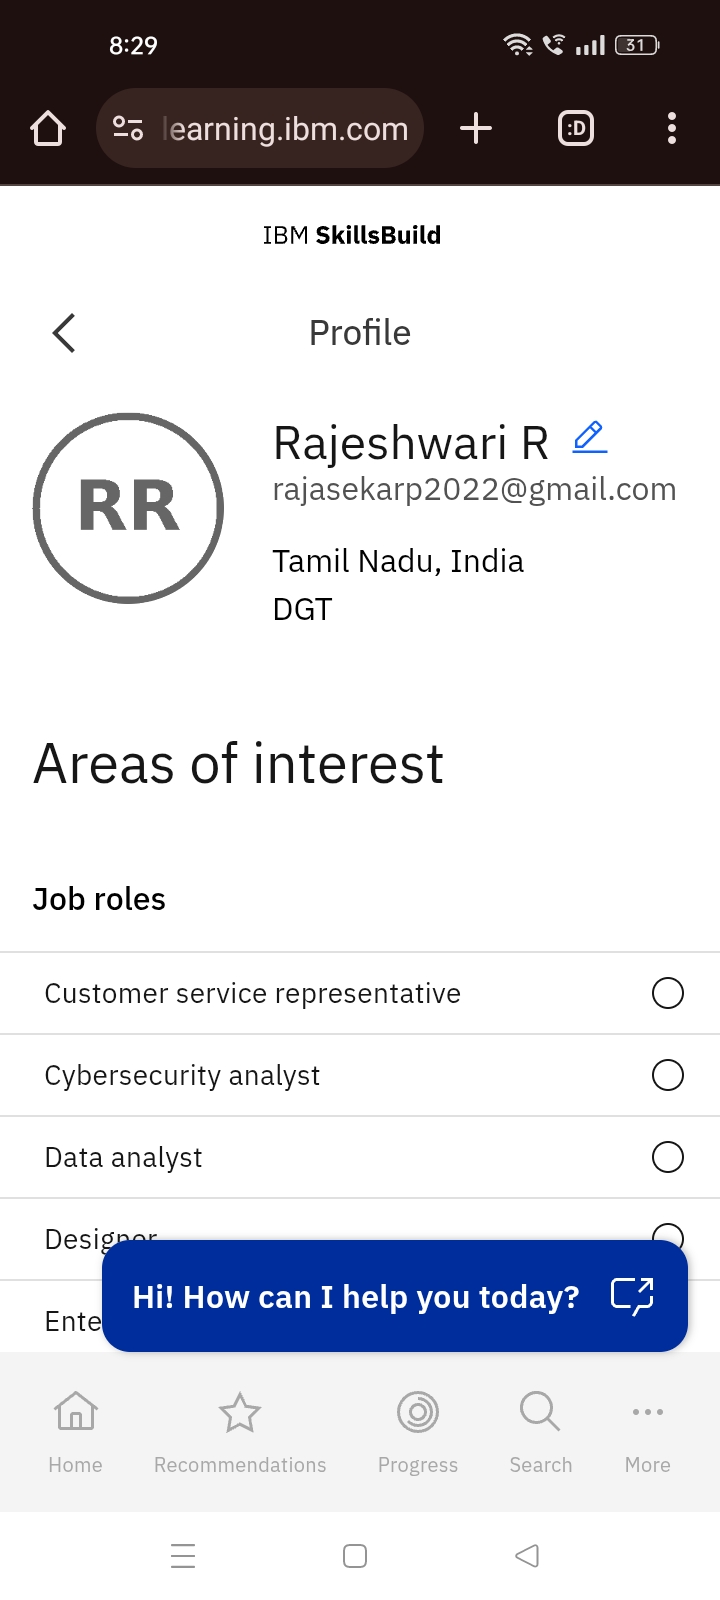 8:29
31
learning.ibm.com
:D
IBM SkillsBuild
Profile
RR
Rajeshwari R
rajasekarp2022@gmail.com
Tamil Nadu, India
DGT
Areas of interest
Job roles
Customer service representative
Cybersecurity analyst
Data analyst
Designer
Ente
Hi! How can I help you today?
Home
Recommendations
Progress
Search
More